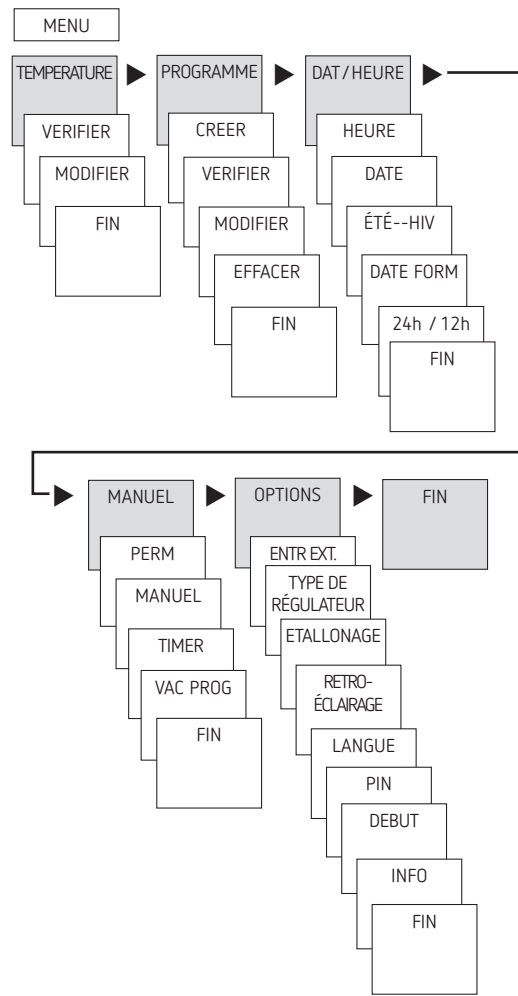 MENU
TEMPERATURE
VERIFIER
MODIFIER
FIN
PROGRAMME
CREER
VERIFIER
MODIFIER
EFFACER
FIN
DAT / HEURE
HEURE
DATE
ÉTÉ--HIV
DATE FORM
24h / 12h
FIN
MANUEL
PERM
MANUEL
TIMER
VAC PROG
FIN
OPTIONS
ENTR EXT.
TYPE DE
RÉGULATEUR
ETALLONAGE
RETRO-
ÉCLAIRAGE
LANGUE
PIN
DEBUT
INFO
FIN
FIN